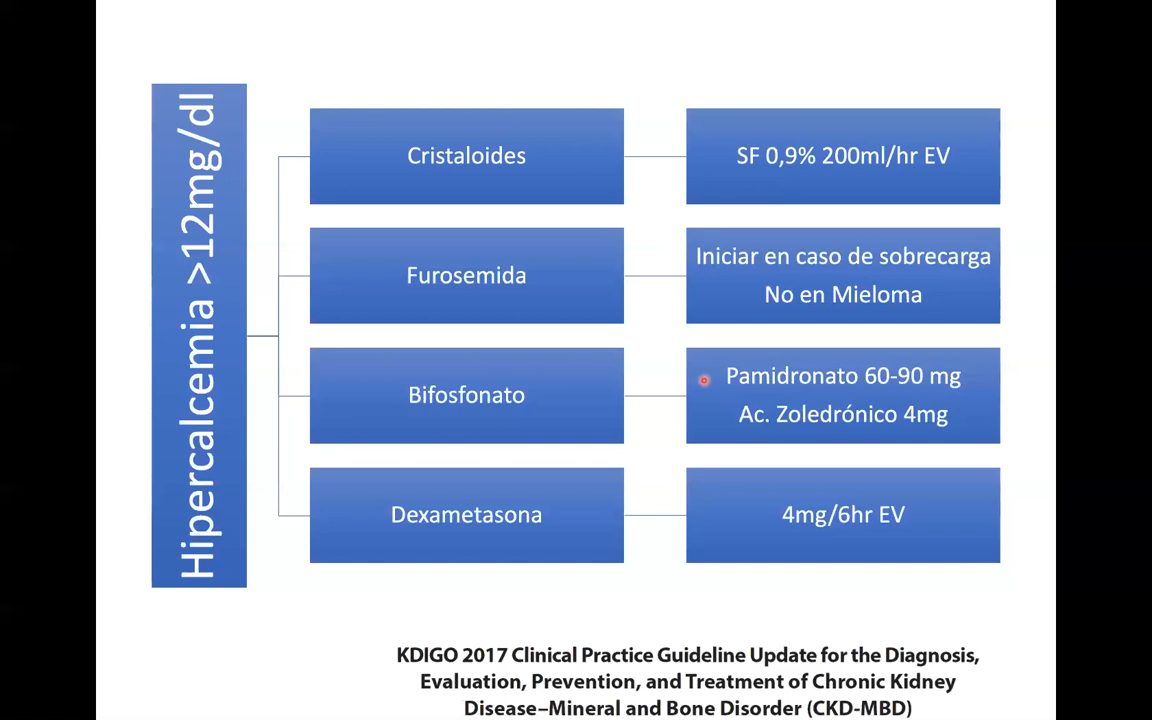 Hipercalcemia >12mg/dl
Cristaloides
SF 0,9% 200ml/hr EV
Furosemida
Iniciar en caso de sobrecarga
No en Mieloma
Bifosfonato
Pamidronato 60-90 mg
Ac. Zoledrónico 4mg
Dexametasona
4mg/6hr EV
KDIGO 2017 Clinical Practice Guideline Update for the Diagnosis,
Evaluation, Prevention, and Treatment of Chronic Kidney
Disease–Mineral and Bone Disorder (CKD-MBD)